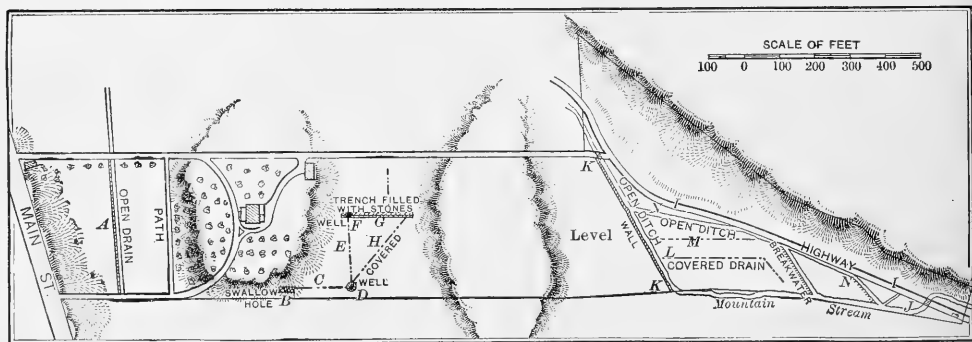 SCALE OF FEET
100 0 100 200 300 400 500
MAIN ST.
A
OPEN DRAIN
PATH
SWALLOW
HOLE
B
C
TRENCH FILLED
WITH STONES
WELL
F
G
E
H
COVERED
WELL
D
Level
K
WALL
OPEN DITCH
K
OPEN DITCH
M
L
COVERED DRAIN
BREAKWATER
I
HIGHWAY
N
I
J
Mountain Stream